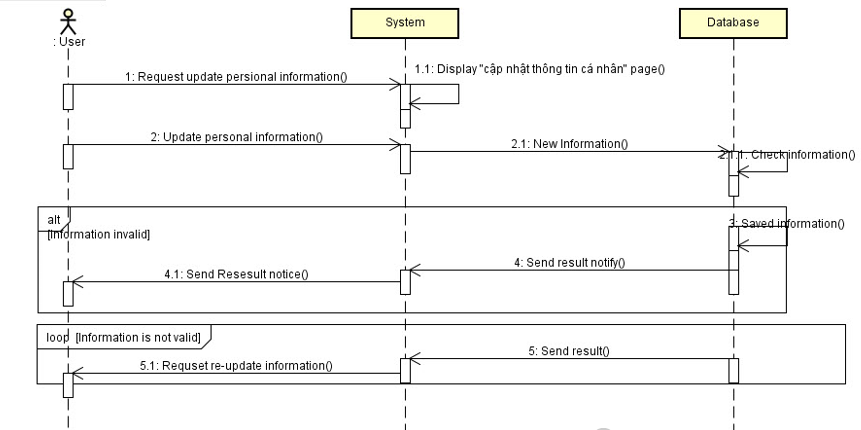 System
Database
: User
1.1: Display "cập nhật thông tin cá nhân" page()
1: Request update persional information()
2: Update personal information()
2.1: New Information()
2.1.1: Check information()
alt
[Information invalid]
3: Saved information()
4: Send result notify()
4.1: Send Resesult notice()
loop [Information is not valid]
5: Send result()
5.1: Requset re-update information()